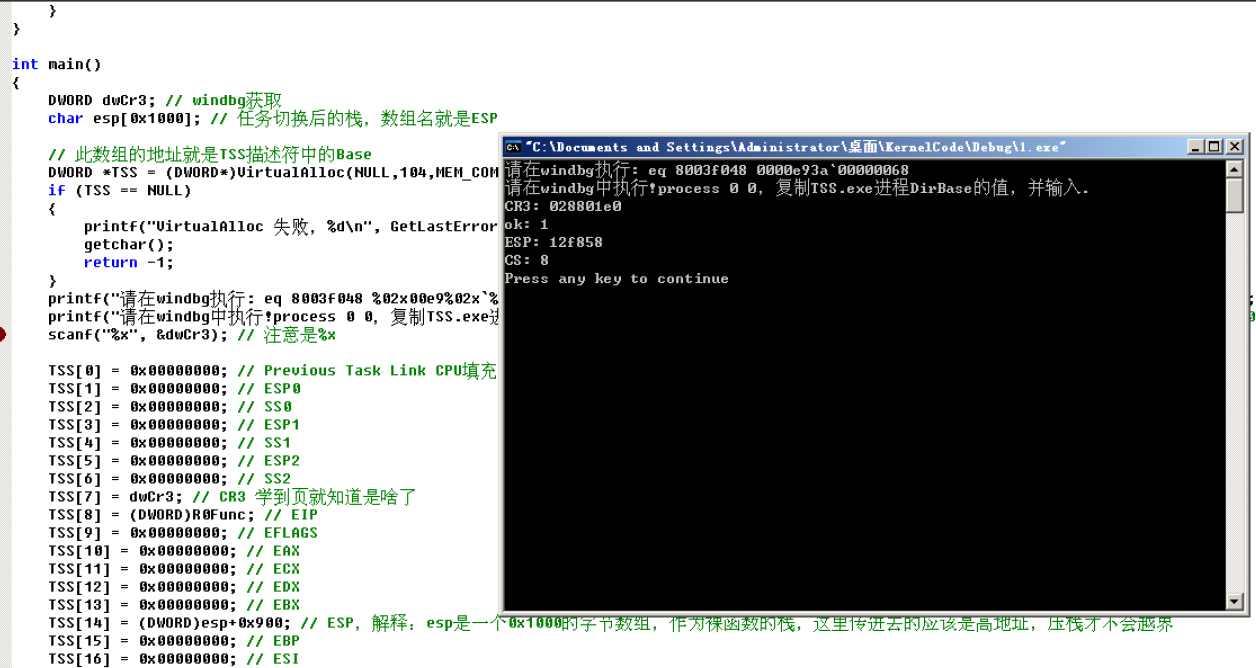 }
}
int main()
{
DWORD dwCr3; // windbg获取
char esp[0x1000]; // 任务切换后的栈，数组名就是ESP
// 此数组的地址就是TSS描述符中的Base
DWORD *TSS = (DWORD*)VirtualAlloc(NULL,104,MEM_COM
if (TSS == NULL)
{
printf("VirtualAlloc 失败，%d\n", GetLastError
getchar();
return -1;
}
printf("请在windbg执行: eq 8003f048 %02x00e9%02x`%
printf("请在windbg中执行!process 0 0，复制TSS.exe进
scanf("%x", &dwCr3); // 注意是%x
TSS[0] = 0x00000000; // Previous Task Link CPU填充
TSS[1] = 0x00000000; // ESP0
TSS[2] = 0x00000000; // SS0
TSS[3] = 0x00000000; // ESP1
TSS[4] = 0x00000000; // SS1
TSS[5] = 0x00000000; // ESP2
TSS[6] = 0x00000000; // SS2
TSS[7] = dwCr3; // CR3 学到页就知道是啥了
TSS[8] = (DWORD)R0Func; // EIP
TSS[9] = 0x00000000; // EFLAGS
TSS[10] = 0x00000000; // EAX
TSS[11] = 0x00000000; // ECX
TSS[12] = 0x00000000; // EDX
TSS[13] = 0x00000000; // EBX
TSS[14] = (DWORD)esp+0x900; // ESP，解释：esp是一个0x1000的字节数组，作为裸函数的栈，这里传进去的应该是高地址，压栈才不会越界
TSS[15] = 0x00000000; // EBP
TSS[16] = 0x00000000; // ESI
"C:\Documents and Settings\Administrator\桌面\KernelCode\Debug\1.exe"
请在windbg执行: eq 8003f048 0000e93a`00000068
请在windbg中执行!process 0 0，复制TSS.exe进程DirBase的值，并输入.
CR3: 028801e0
ok: 1
ESP: 12f858
CS: 8
Press any key to continue